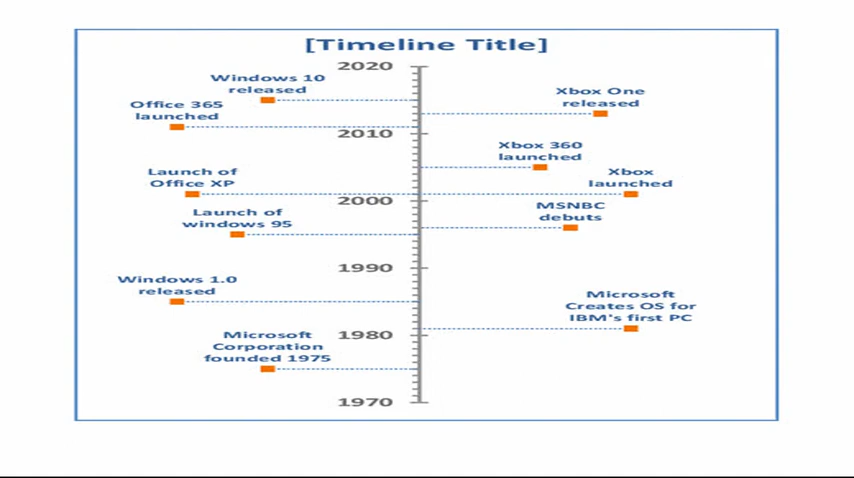 [Timeline Title]
2020
Windows 10
released
Xbox One
released
Office 365
launched
2010
Xbox 360
launched
Launch of
Office XP
Xbox
launched
2000
MSNBC
debuts
Launch of
windows 95
1990
Windows 1.0
released
Microsoft
Creates OS for
IBM's first PC
1980
Microsoft
Corporation
founded 1975
1970